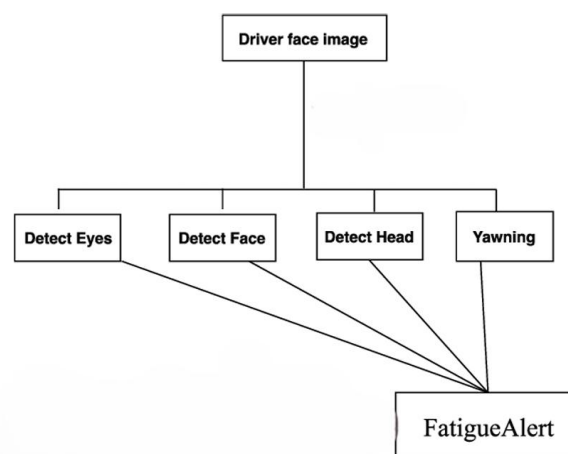 Driver face image
Detect Eyes
Detect Face
Detect Head
Yawning
FatigueAlert